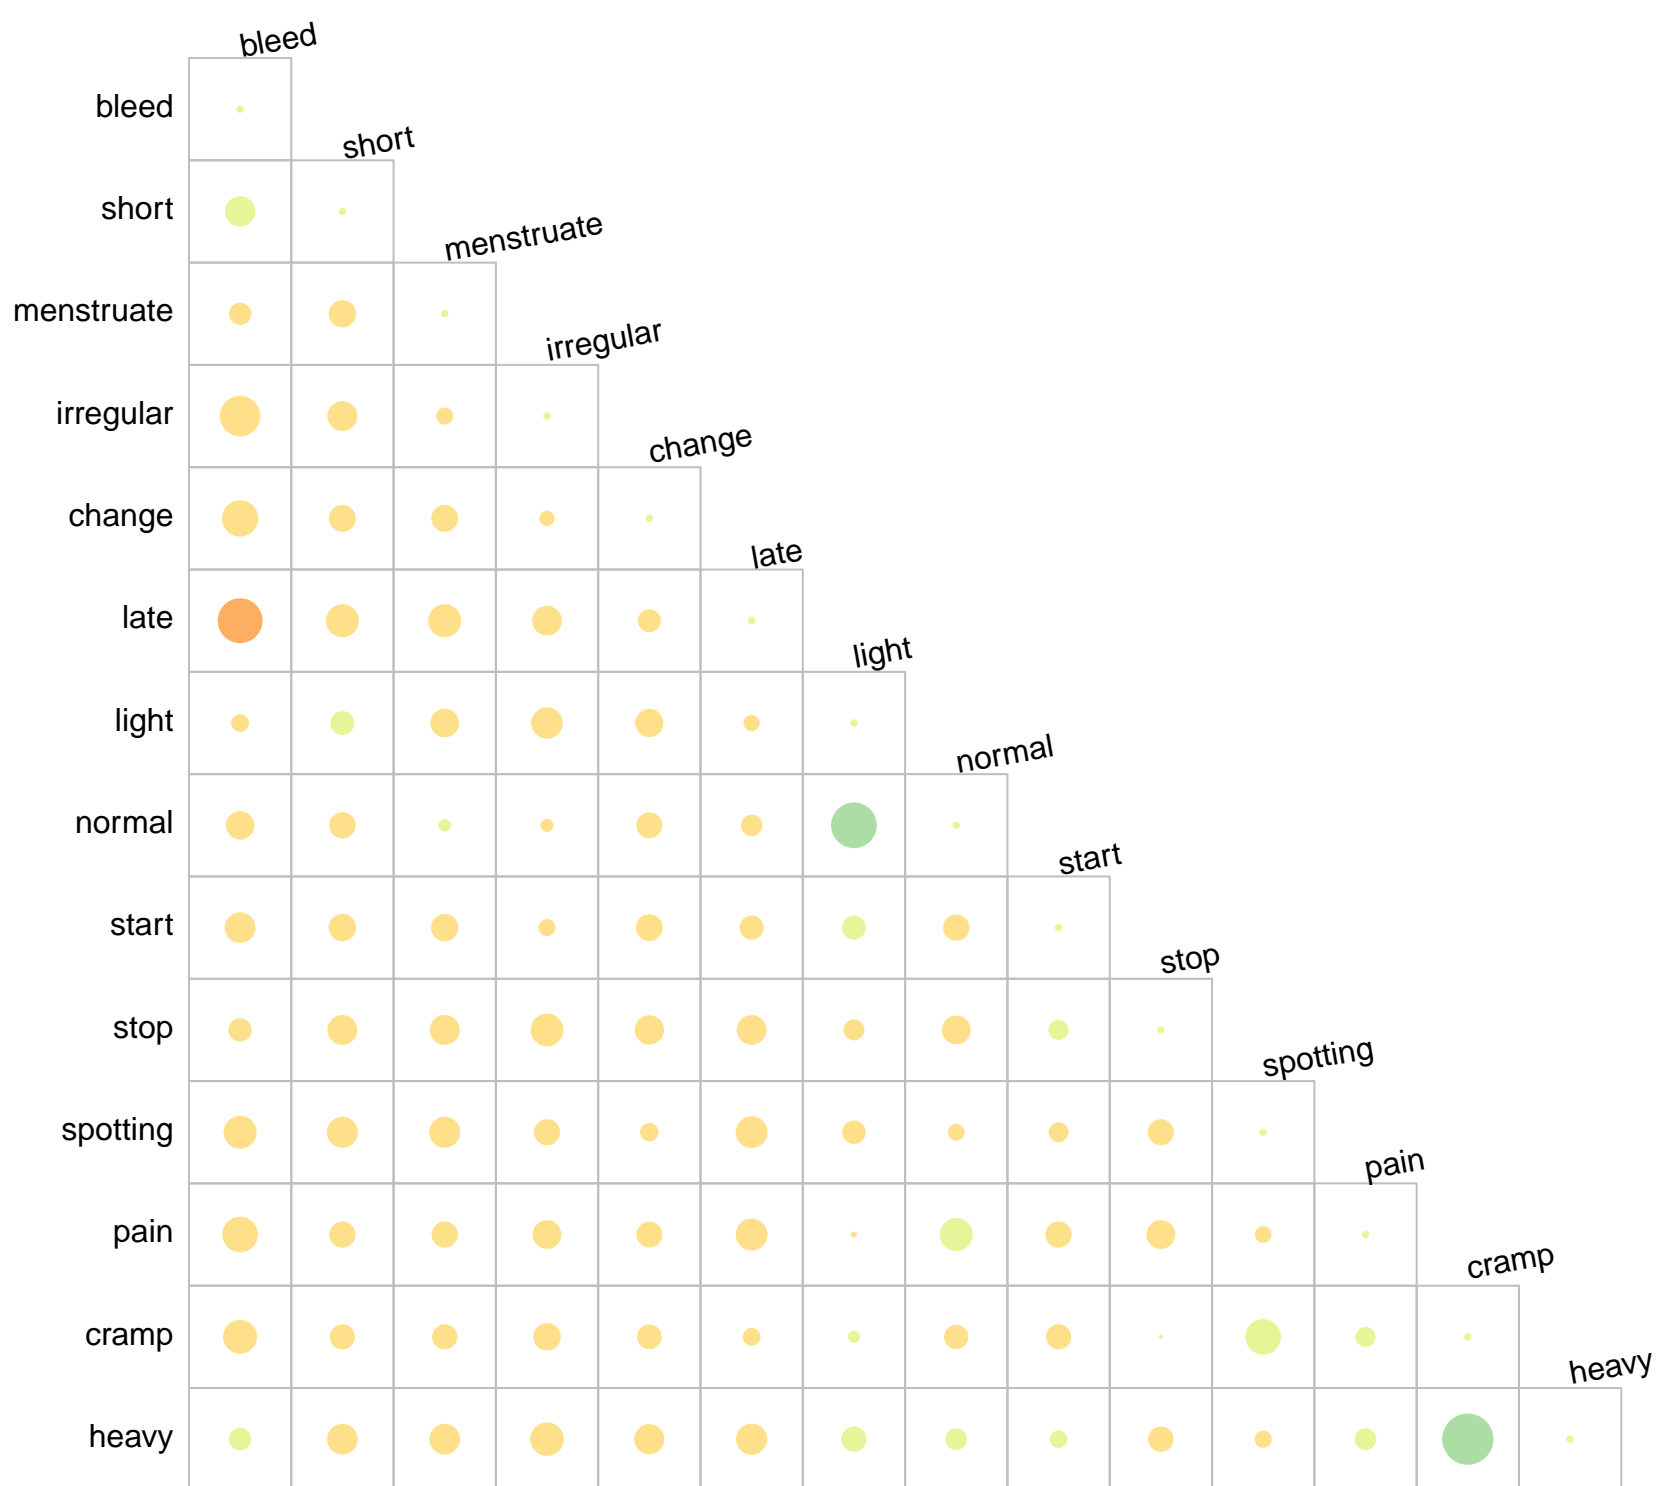 bleed
bleed
short
short
menstruate
menstruate
irregular
irregular
change
change
late
late
light
light
normal
normal
start
start
stop
stop
spotting
spotting
pain
pain
cramp
cramp
heavy
heavy